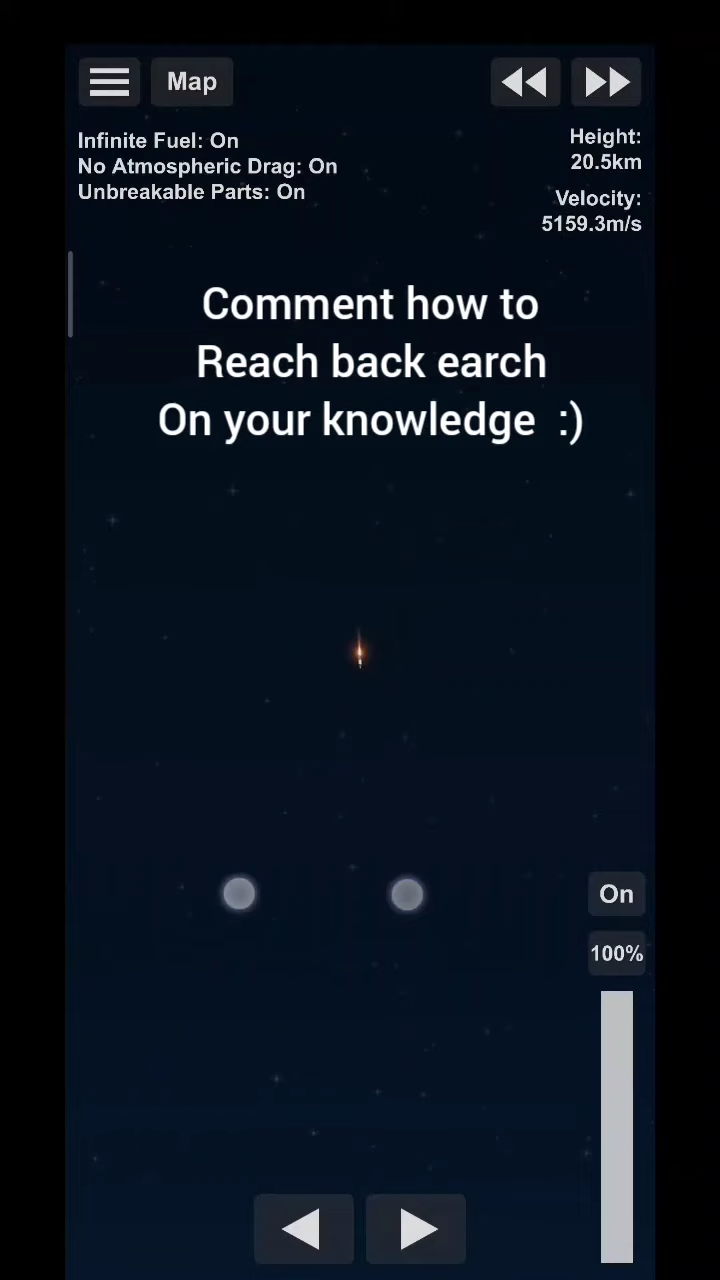 Map
Infinite Fuel: On
No Atmospheric Drag: On
Unbreakable Parts: On
Height:
20.5km
Velocity:
5159.3m/s
Comment how to
Reach back earch
On your knowledge :)
On
100%